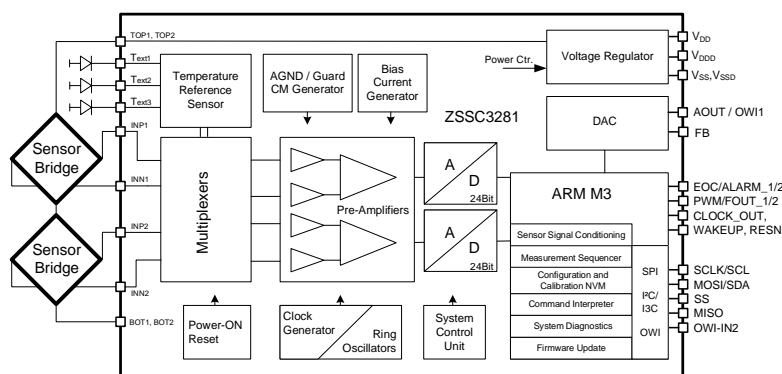 TOP1, TOP2
Text1
Text2
Text3
INP1
INN1
INP2
INN2
BOT1, BOT2
Sensor
Bridge
Sensor
Bridge
Temperature
Reference
Sensor
AGND / Guard
CM Generator
Bias
Current
Generator
Power Ctr.
Voltage Regulator
ZSSC3281
DAC
Multiplexers
Pre-Amplifiers
A
D
24Bit
A
D
24Bit
ARM M3
Sensor Signal Conditioning
Measurement Sequencer
Configuration and
Calibration NVM
Command Interpreter
System Diagnostics
Firmware Update
SPI
I²C/
I3C
OWI
Power-ON
Reset
Clock
Generator
Ring
Oscillators
System
Control
Unit
VDD
VDDD
VSS,VSSD
AOUT / OWI1
FB
EOC/ALARM_1/2
PWM/FOUT_1/2
CLOCK_OUT,
WAKEUP, RESN
SCLK/SCL
MOSI/SDA
SS
MISO
OWI-IN2